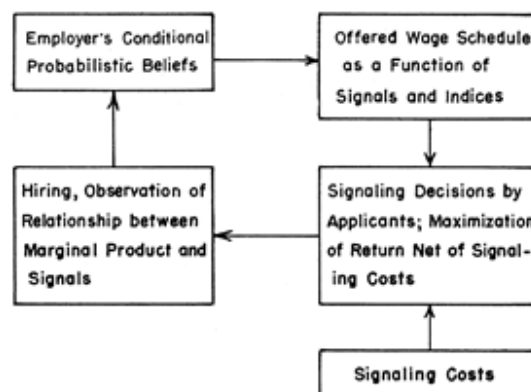 Employer's Conditional
Probabilistic Beliefs
Offered Wage Schedule
as a Function of
Signals and Indices
Hiring, Observation of
Relationship between
Marginal Product and
Signals
Signaling Decisions by
Applicants; Maximization
of Return Net of Signal-
ing Costs
Signaling Costs